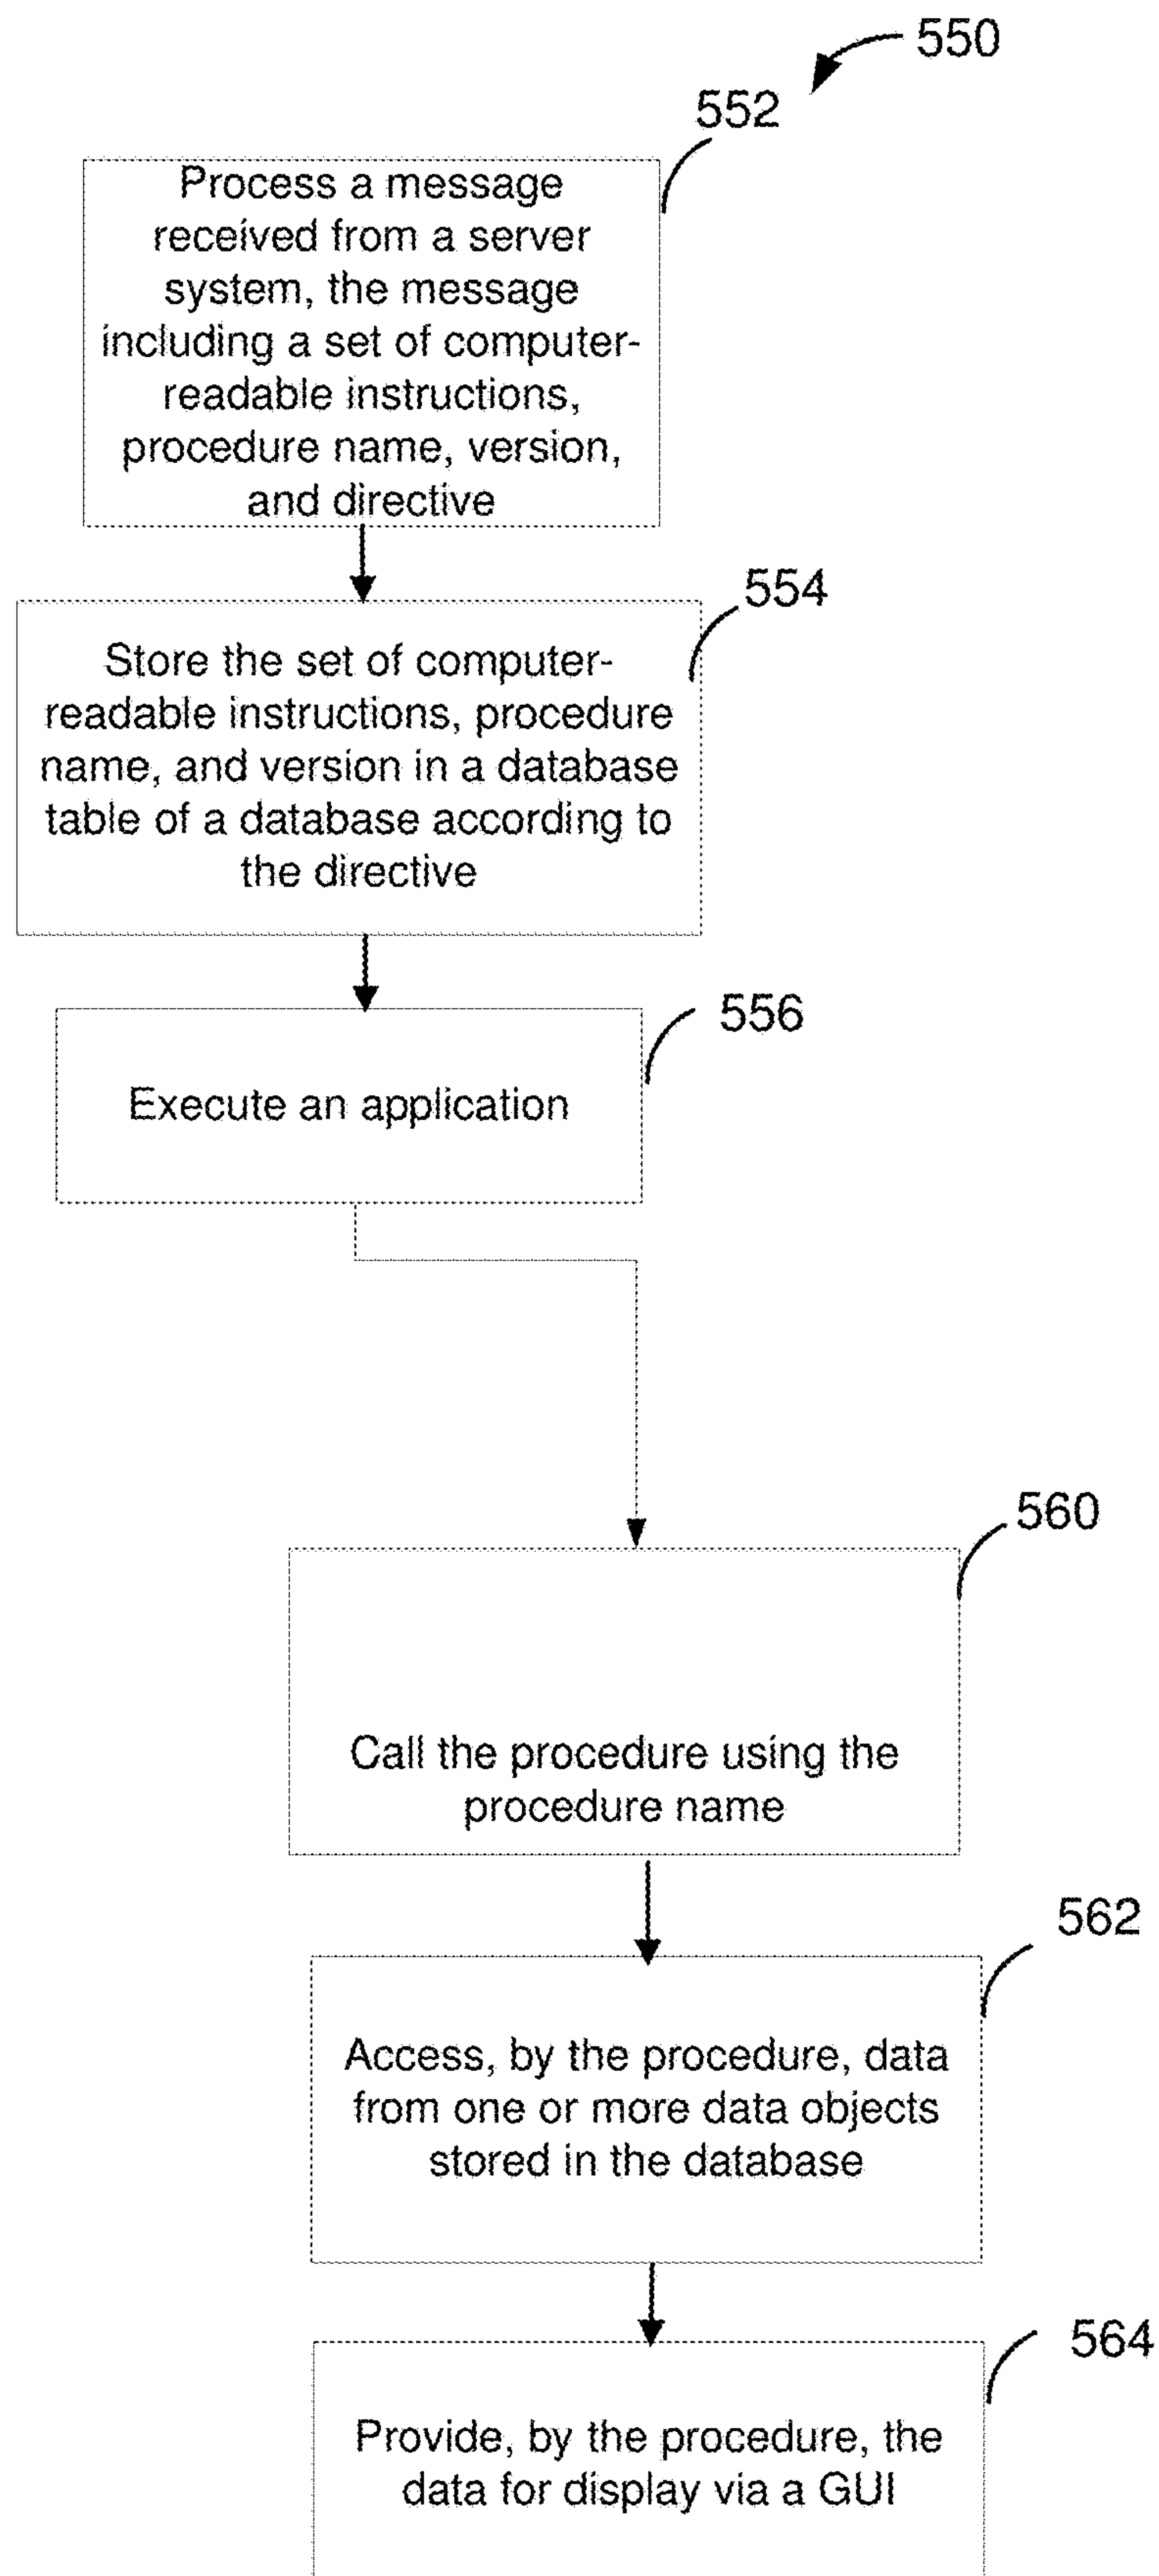 550
552
Process a message
received from a server
system, the message
including a set of computer-
readable instructions,
procedure name, version,
and directive
554
Store the set of computer-
readable instructions, procedure
name, and version in a database
table of a database according to
the directive
556
Execute an application
560
Call the procedure using the
procedure name
562
Access, by the procedure, data
from one or more data objects
stored in the database
564
Provide, by the procedure, the
data for display via a GUI